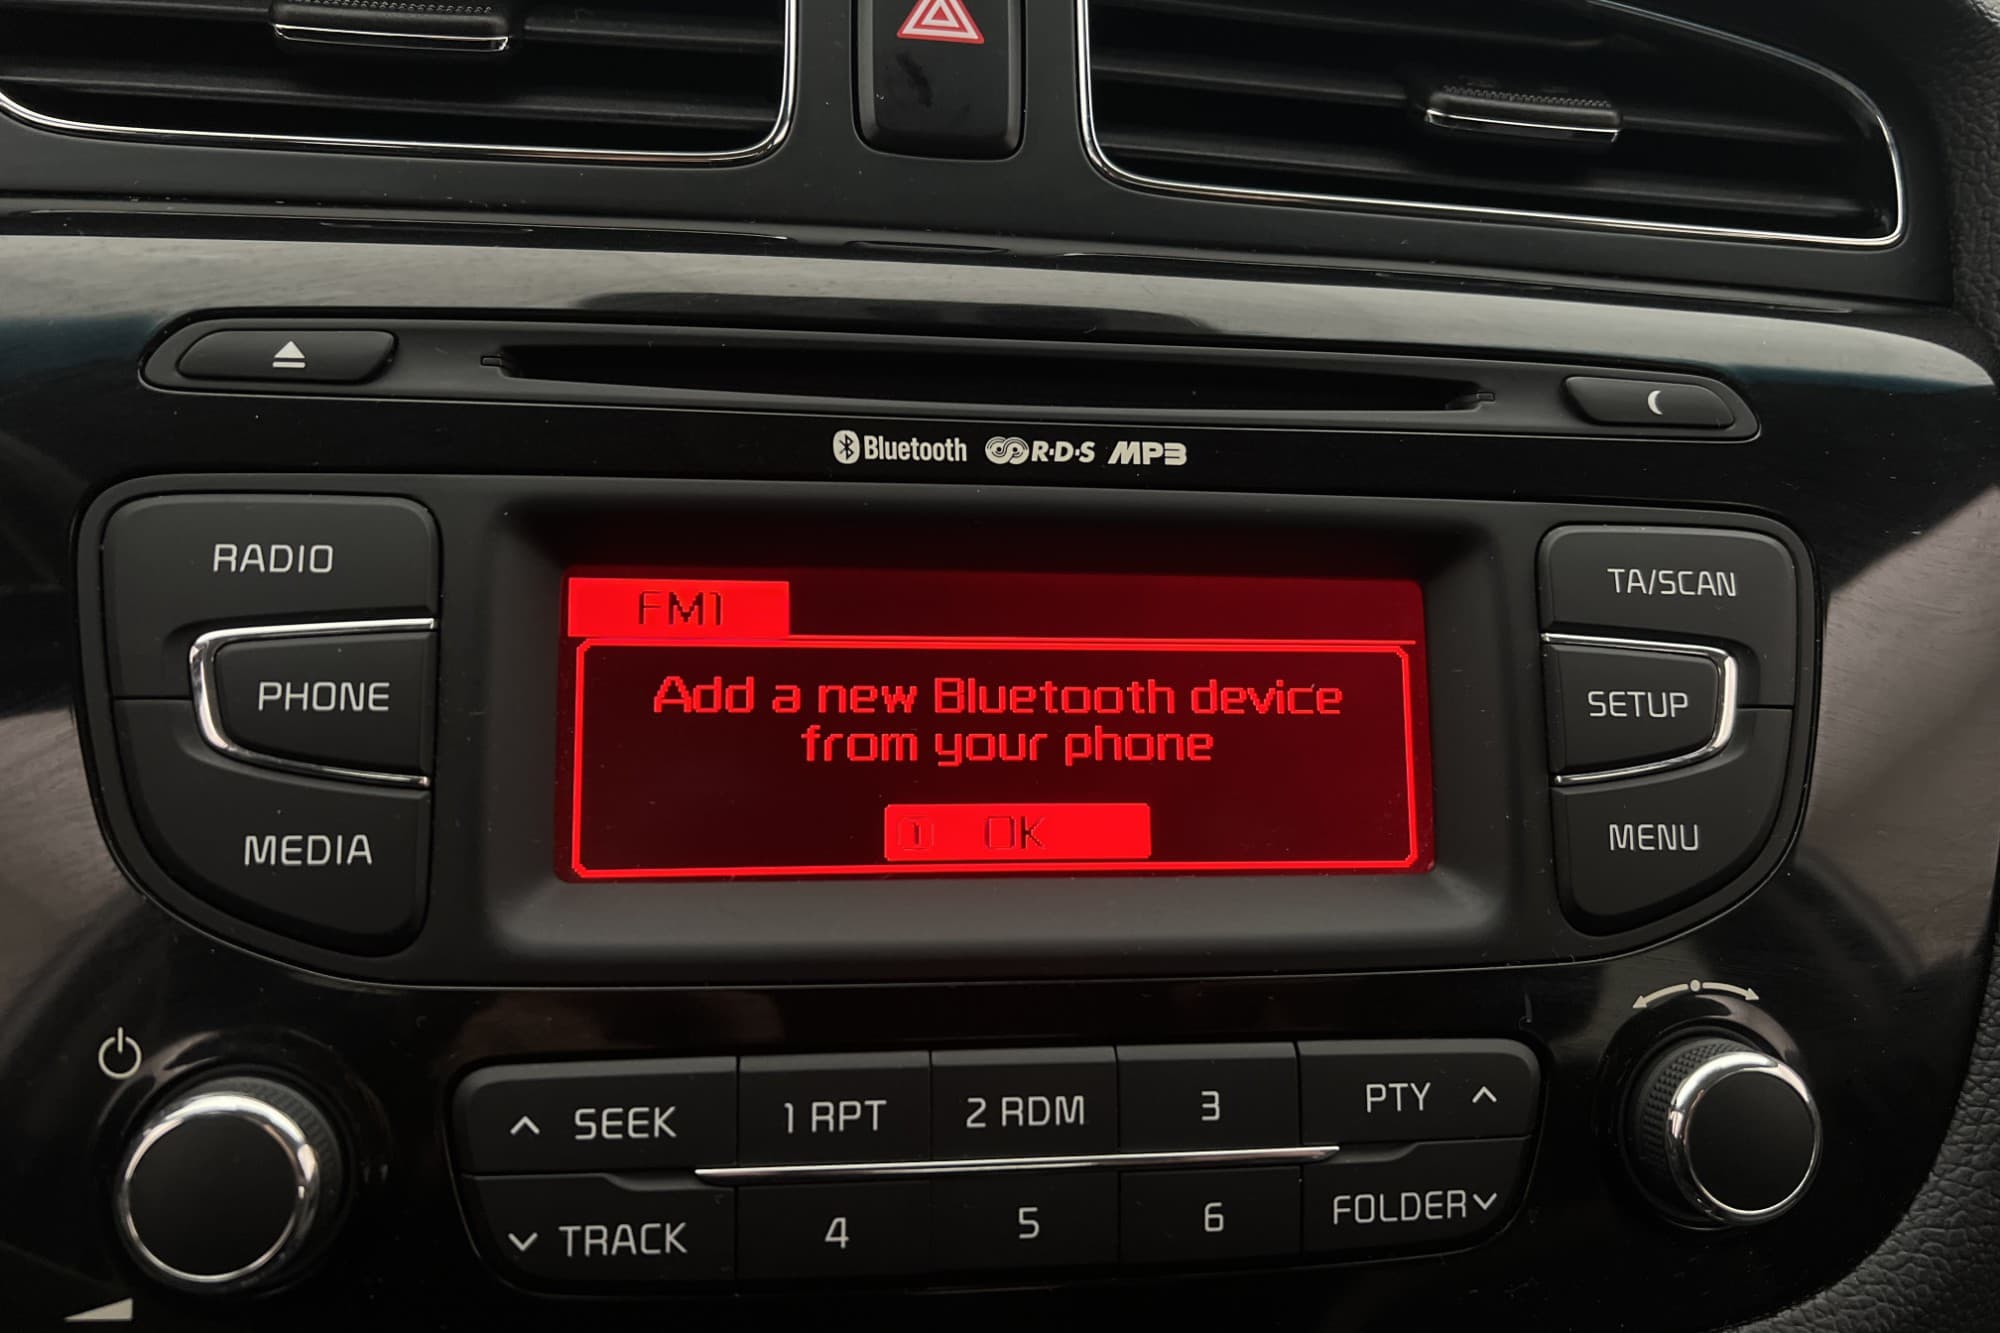 Bluetooth R·D·S MP3
RADIO
PHONE
MEDIA
FM1
Add a new Bluetooth device
from your phone
1 OK
TA/SCAN
SETUP
MENU
SEEK 1 RPT 2 RDM 3 PTY
TRACK 4 5 6 FOLDER